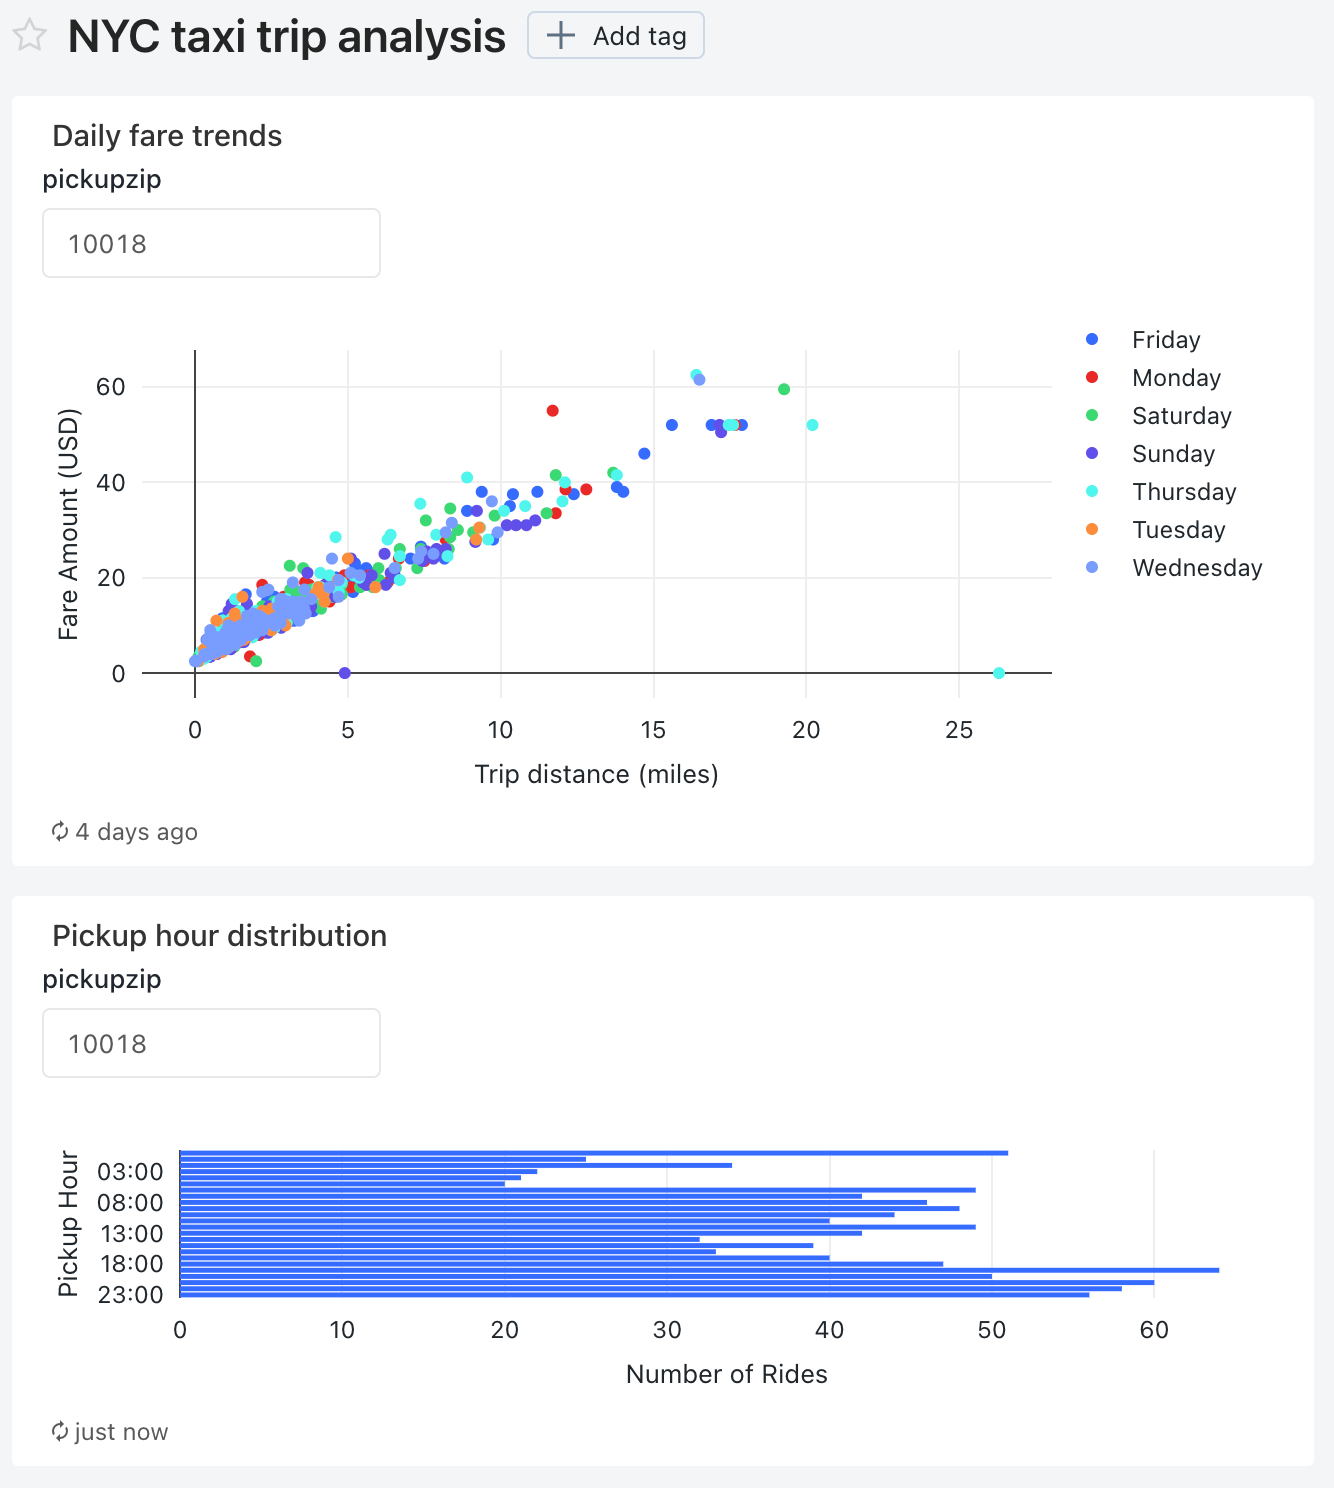 NYC taxi trip analysis
Add tag
Daily fare trends
pickupzip
10018
Fare Amount (USD)
60
40
20
0
0 5 10 15 20 25
Trip distance (miles)
Friday
Monday
Saturday
Sunday
Thursday
Tuesday
Wednesday
4 days ago
Pickup hour distribution
pickupzip
10018
Pickup Hour
03:00
08:00
13:00
18:00
23:00
0 10 20 30 40 50 60
Number of Rides
just now